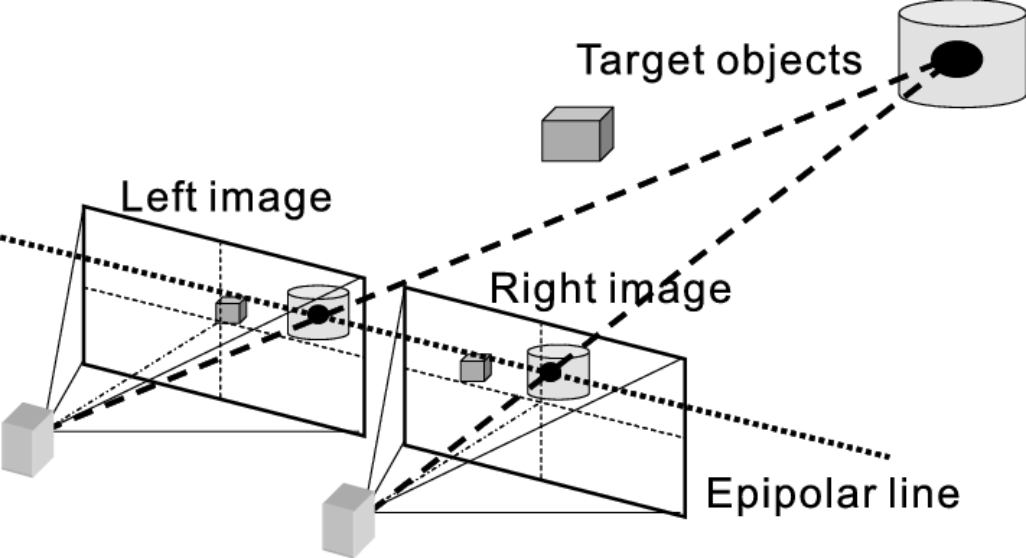 Target objects
Left image
Right image
Epipolar line